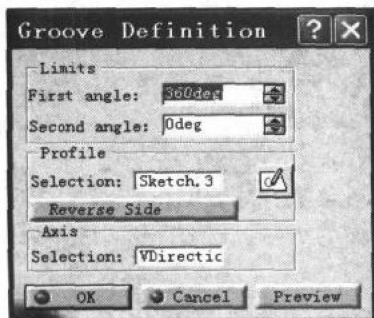 Groove Definition ? X
Limits
First angle: 360deg
Second angle: 0deg
Profile
Selection: Sketch.3
Reverse Side
Axis
Selection: VDirectic
OK Cancel Preview